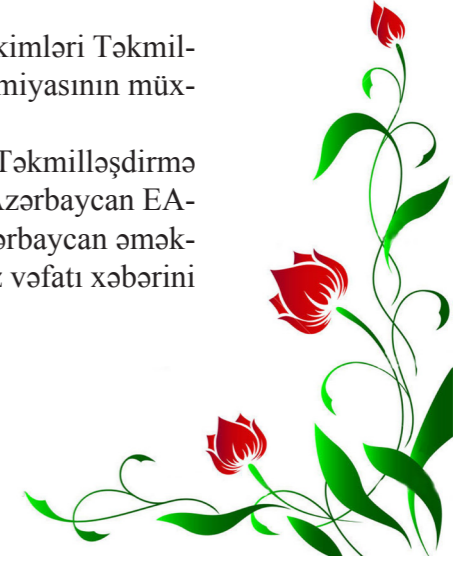 kimləri Təkmil-
miyasının müx-
Təkmilləşdirmə
Azərbaycan EA-
ərbaycan əmək-
z vəfatı xəbərini